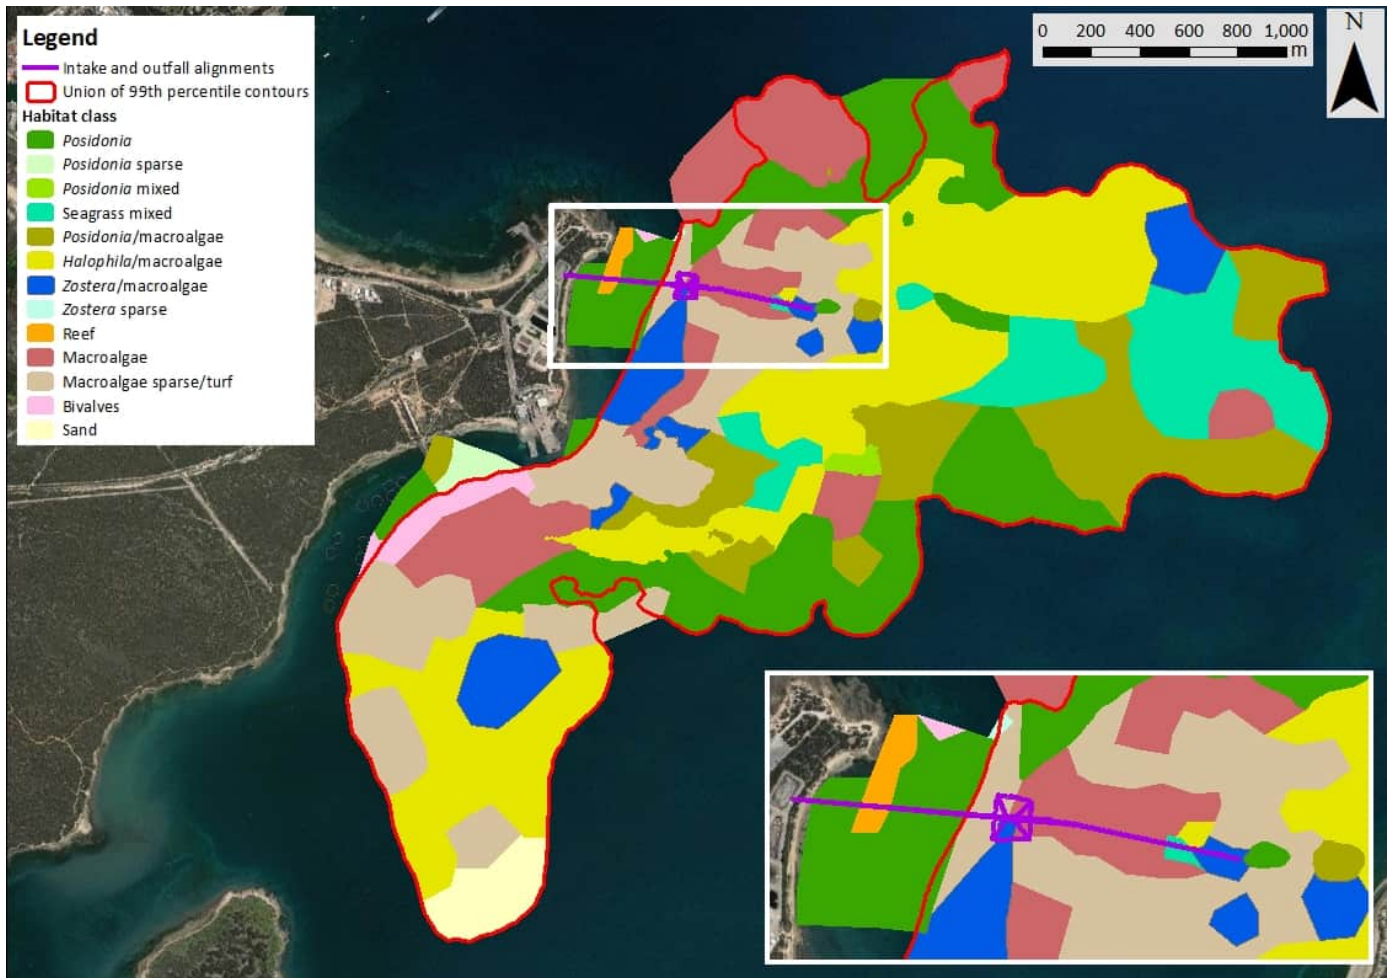 Legend
Intake and outfall alignments
Union of 99th percentile contours
Habitat class
Posidonia
Posidonia sparse
Posidonia mixed
Seagrass mixed
Posidonia/macroalgae
Halophila/macroalgae
Zostera/macroalgae
Zostera sparse
Reef
Macroalgae
Macroalgae sparse/turf
Bivalves
Sand
0 200 400 600 800 1,000
m
N